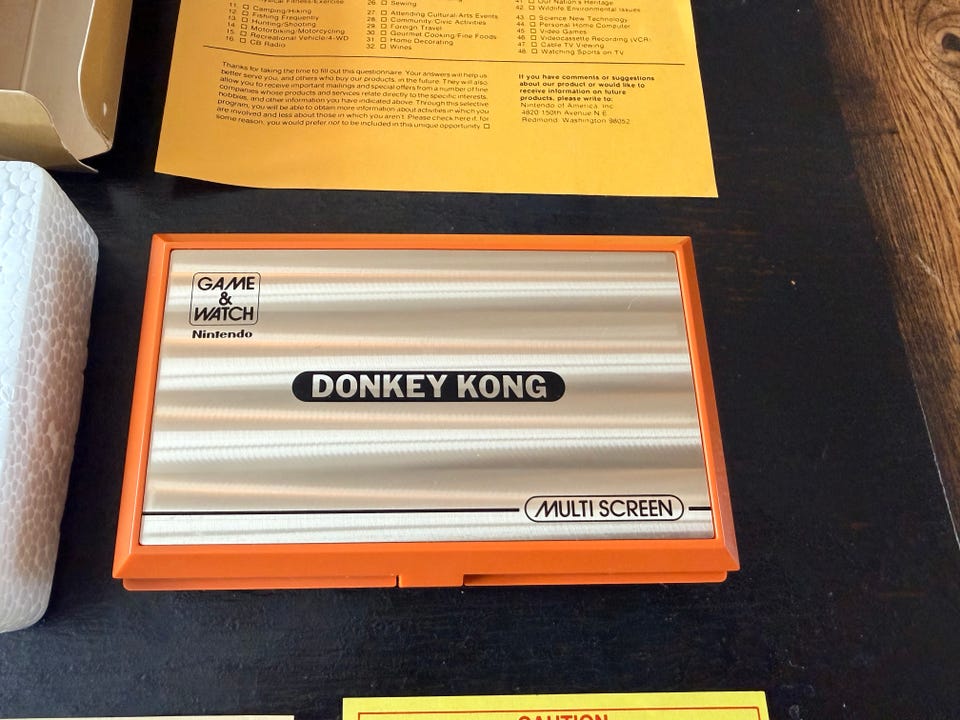 Physical Fitness/Exercise
11 Camping/Hiking
12 Fishing Frequently
13 Hunting/Shooting
14 Motorbiking/Motorcycling
15 Recreational Vehicle/4-WD
16 CB Radio
26 Sewing
27 Attending Cultural/Arts Events
28 Community/Civic Activities
29 Foreign Travel
30 Gourmet Cooking/Fine Foods
31 Home Decorating
32 Wines
41 Our Nation's Heritage
42 Wildlife/Environmental Issues
43 Science New Technology
44 Personal Home Computer
45 Video Games
46 Videocassette Recording (VCR)
47 Cable TV Viewing
48 Watching Sports on TV
Thanks for taking the time to fill out this questionnaire. Your answers will help us
better serve you, and others who buy our products, in the future. They will also
allow you to receive important mailings and special offers from a number of fine
companies whose products and services relate directly to the specific interests,
hobbies, and other information you have indicated above. Through this selective
program, you will be able to obtain more information about activities in which you
are involved and less about those in which you aren't. Please check here if, for
some reason, you would prefer not to be included in this unique opportunity
If you have comments or suggestions
about our product or would like to
receive information on future
products, please write to:
Nintendo of America, Inc
4820 150th Avenue N.E.
Redmond, Washington 98052
GAME
&
WATCH
Nintendo
DONKEY KONG
MULTI SCREEN
CAUTION